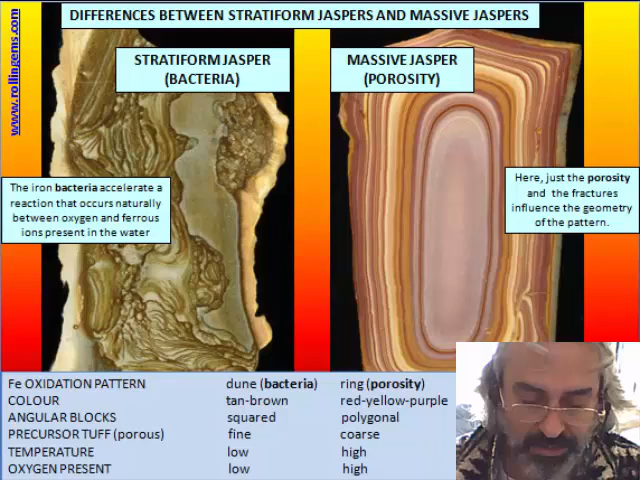 DIFFERENCES BETWEEN STRATIFORM JASPERS AND MASSIVE JASPERS
www.rollingems.com
STRATIFORM JASPER
(BACTERIA)
MASSIVE JASPER
(POROSITY)
The iron bacteria accelerate a
reaction that occurs naturally
between oxygen and ferrous
ions present in the water
Here, just the porosity
and the fractures
influence the geometry
of the pattern.
Fe OXIDATION PATTERN dune (bacteria) ring (porosity)
COLOUR tan-brown red-yellow-purple
ANGULAR BLOCKS squared polygonal
PRECURSOR TUFF (porous) fine coarse
TEMPERATURE low high
OXYGEN PRESENT low high